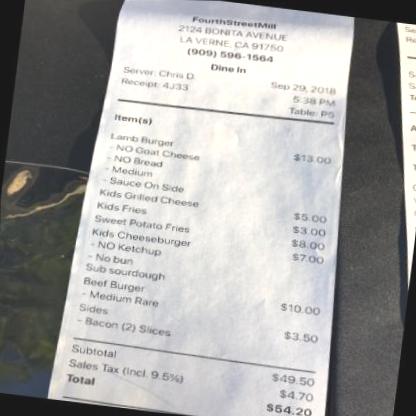 FourthStreetMill
2124 BONITA AVENUE
LA VERNE, CA 91750
(909) 596-1564
Dine In
Server: Chris D. Sep 29, 2018
Receipt: 4J33 5:38 PM
Table: P5
Item(s)
Lamb Burger $13.00
- NO Goat Cheese
- NO Bread
- Medium
- Sauce On Side
Kids Grilled Cheese $5.00
Kids Fries $3.00
Sweet Potato Fries $8.00
Kids Cheeseburger $7.00
- NO Ketchup
- No bun
Sub sourdough
Beef Burger $10.00
- Medium Rare
Sides $3.50
- Bacon (2) Slices
Subtotal $49.50
Sales Tax (Incl. 9.5%) $4.70
Total $54.20